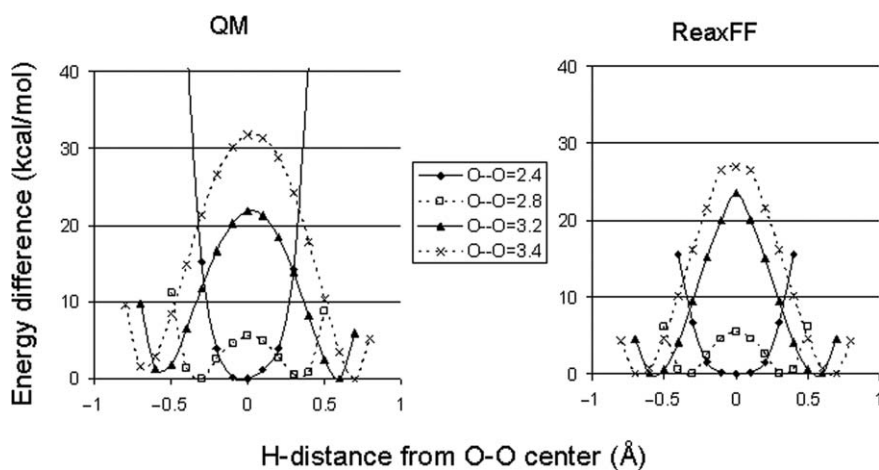 QM
ReaxFF
Energy difference (kcal/mol)
40
30
20
10
0
−1
−0.5
0
0.5
1
O--O=2.4
O--O=2.8
O--O=3.2
O--O=3.4
40
30
20
10
0
−1
−0.5
0
0.5
1
H-distance from O-O center (Å)